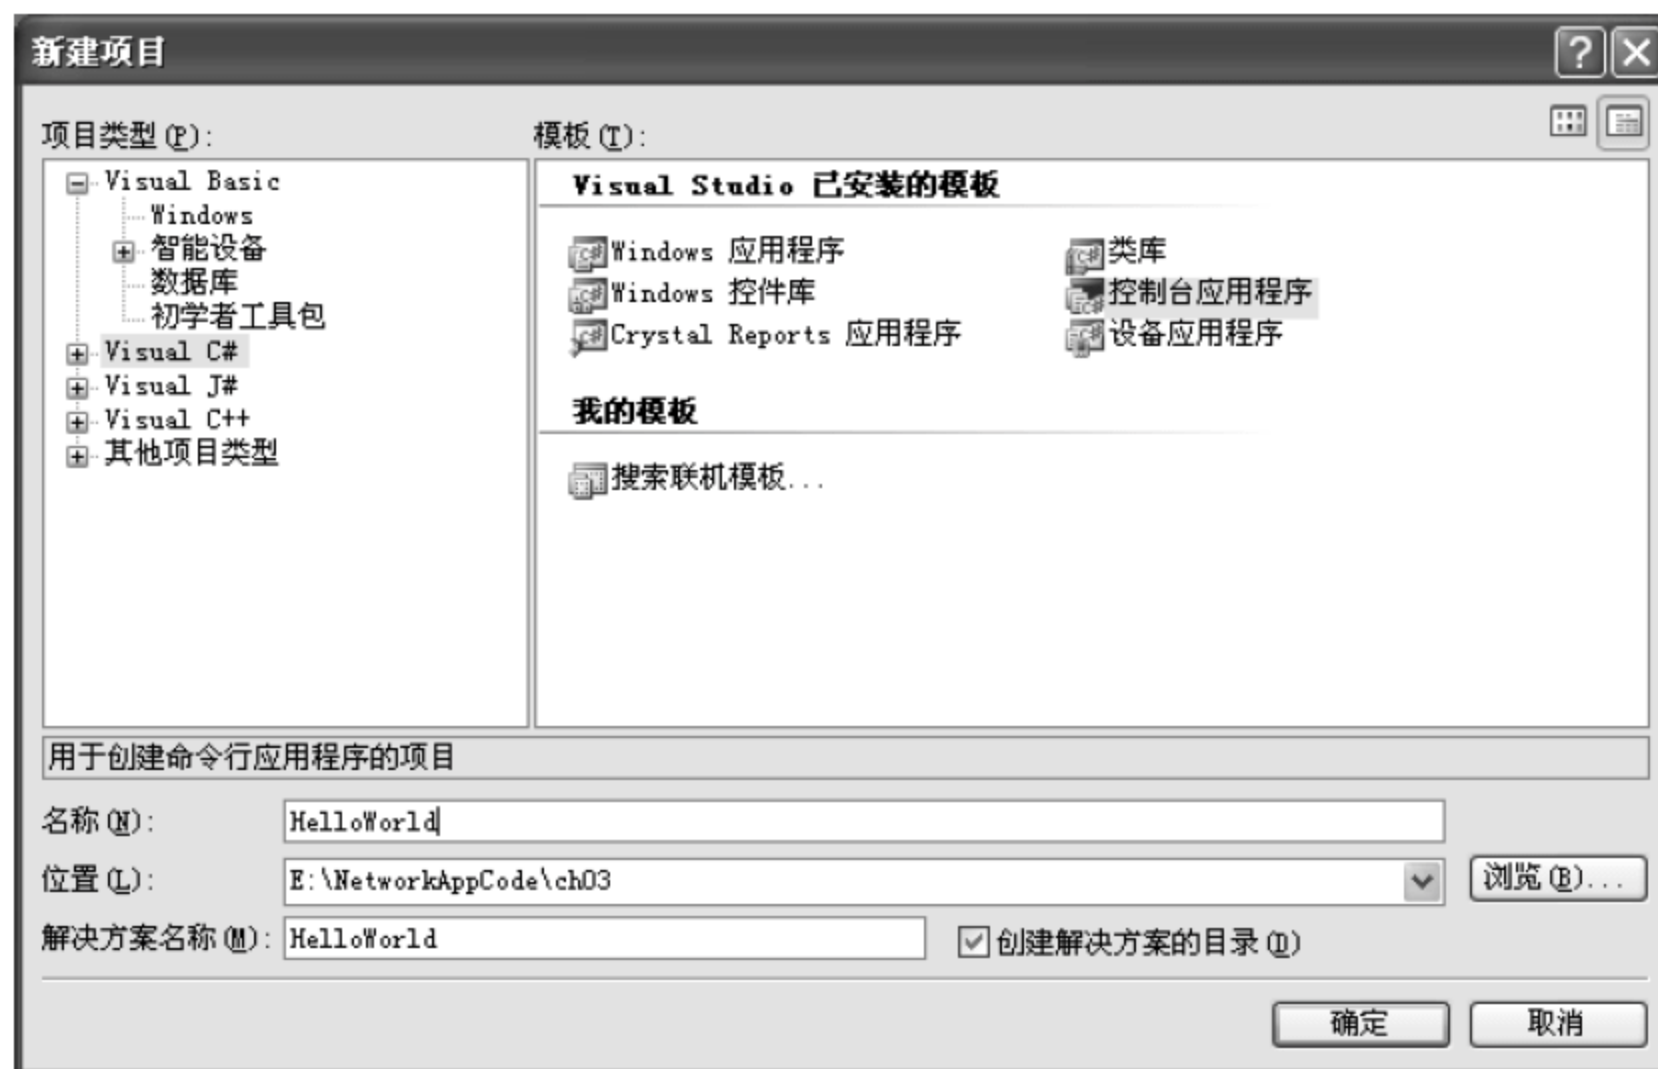 新建项目
项目类型(P):
模板(T):
Visual Basic
Windows
智能设备
数据库
初学者工具包
Visual C#
Visual J#
Visual C++
其他项目类型
Visual Studio 已安装的模板
Windows 应用程序
类库
Windows 控件库
控制台应用程序
Crystal Reports 应用程序
设备应用程序
我的模板
搜索联机模板...
用于创建命令行应用程序的项目
名称(N): HelloWorld
位置(L): E:\NetworkAppCode\ch03 浏览(B)...
解决方案名称(M): HelloWorld 创建解决方案的目录(D)
确定 取消